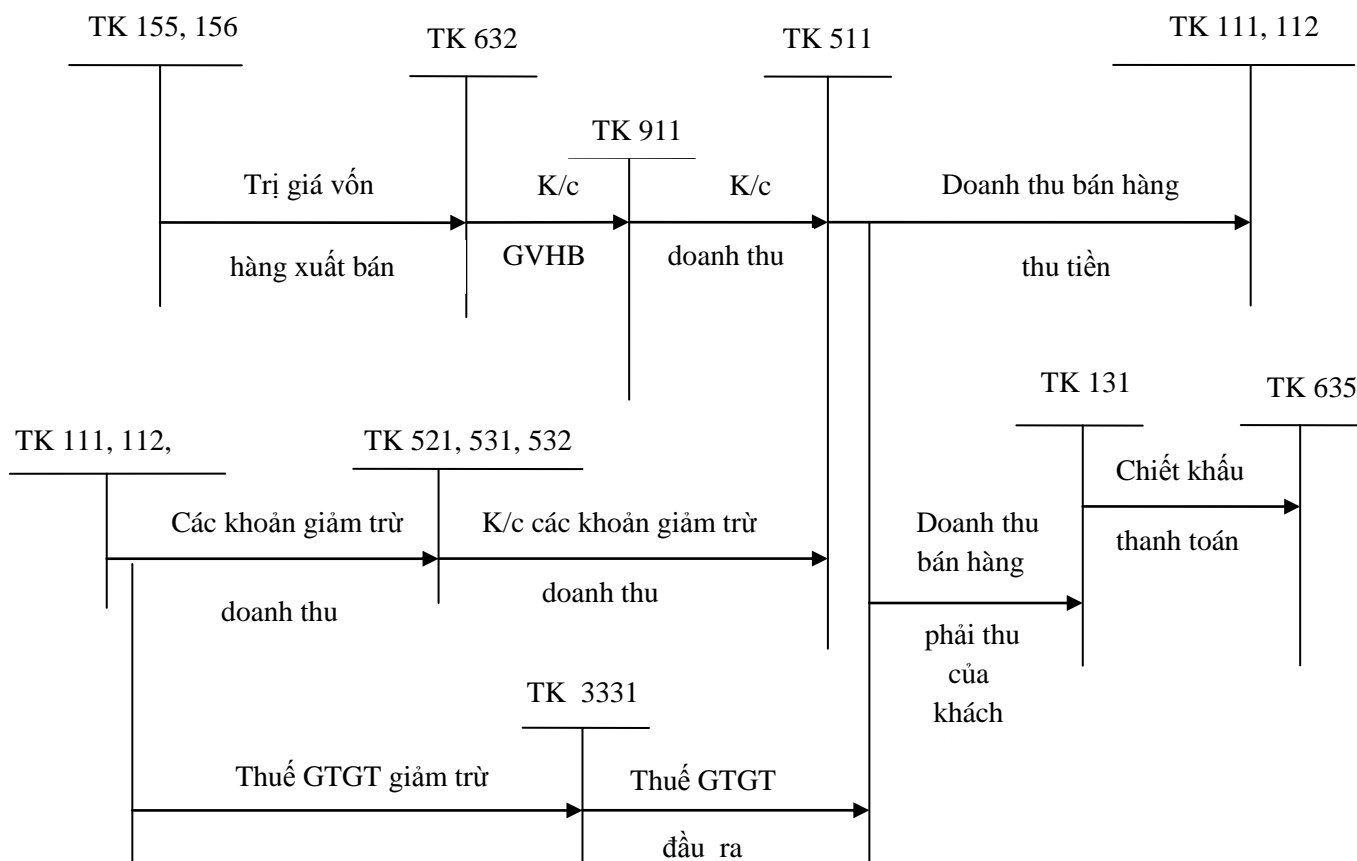 TK 155, 156
TK 632
TK 511
TK 111, 112
TK 911
Trị giá vốn
K/c
K/c
Doanh thu bán hàng
hàng xuất bán
GVHB
doanh thu
thu tiền
TK 131
TK 635
TK 111, 112,
TK 521, 531, 532
Chiết khấu
thanh toán
Các khoản giảm trừ
doanh thu
K/c các khoản giảm trừ
doanh thu
Doanh thu
bán hàng
phải thu
của
khách
TK 3331
Thuế GTGT giảm trừ
Thuế GTGT
đầu ra